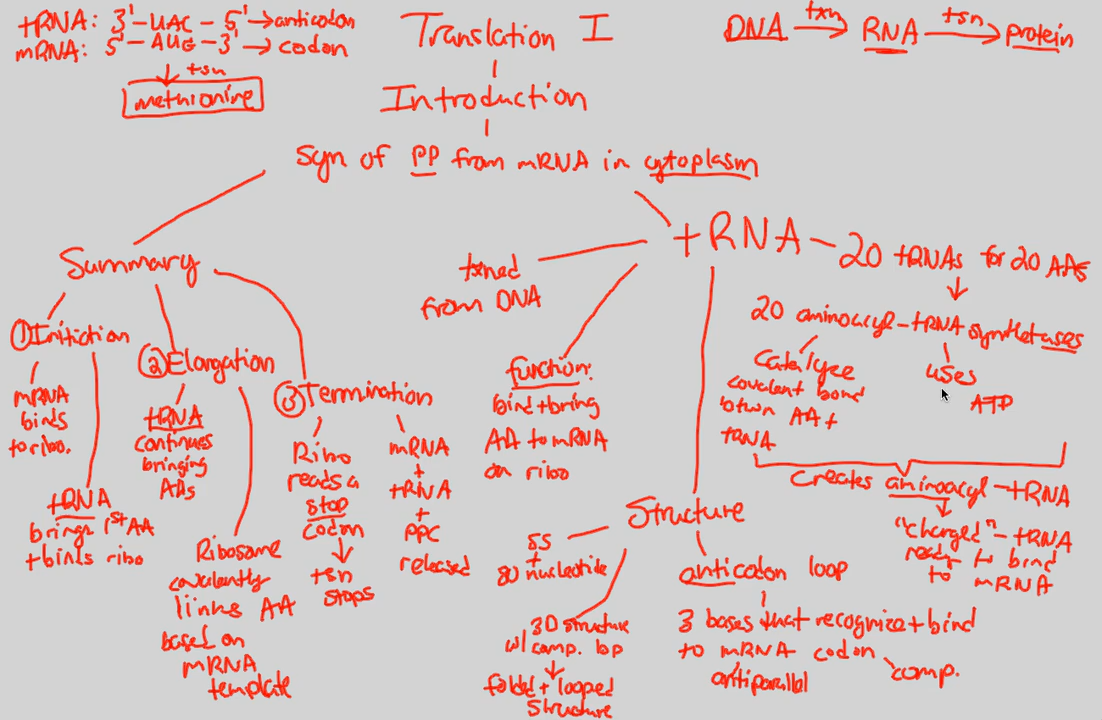 tRNA: 3'-UAC-5' → anticodon
mRNA: 5'-AUG-3' → codon
↓ tsn
methionine
Translation I
Introduction
DNA txn→ RNA tsn→ protein
Syn of PP from mRNA in cytoplasm
Summary
① Initiation
mRNA
binds
to ribo.
tRNA
brings 1st AA
+ binds ribo
② Elongation
tRNA
continues
bringing
AAs
Ribosome
covalently
links AA
based on
mRNA
template
③ Termination
Ribo
reads a
stop
codon
↓
tsn
stops
mRNA
+
tRNA
+
PPC
released
tRNA - 20 tRNAs for 20 AAs
↓
20 aminoacyl-tRNA synthetases
catalyze
covalent bond
btwn AA +
tRNA
uses
ATP
creates aminoacyl-tRNA
↓
"charged"-tRNA
ready to bind
to mRNA
txned
from DNA
function:
bind + bring
AA to mRNA
on ribo
Structure
SS
+
80 nucleotide
3D structure
w/ comp. bp
↓
folded + looped
structure
anticodon loop
3 bases that recognize + bind
to mRNA codon
antiparallel
comp.